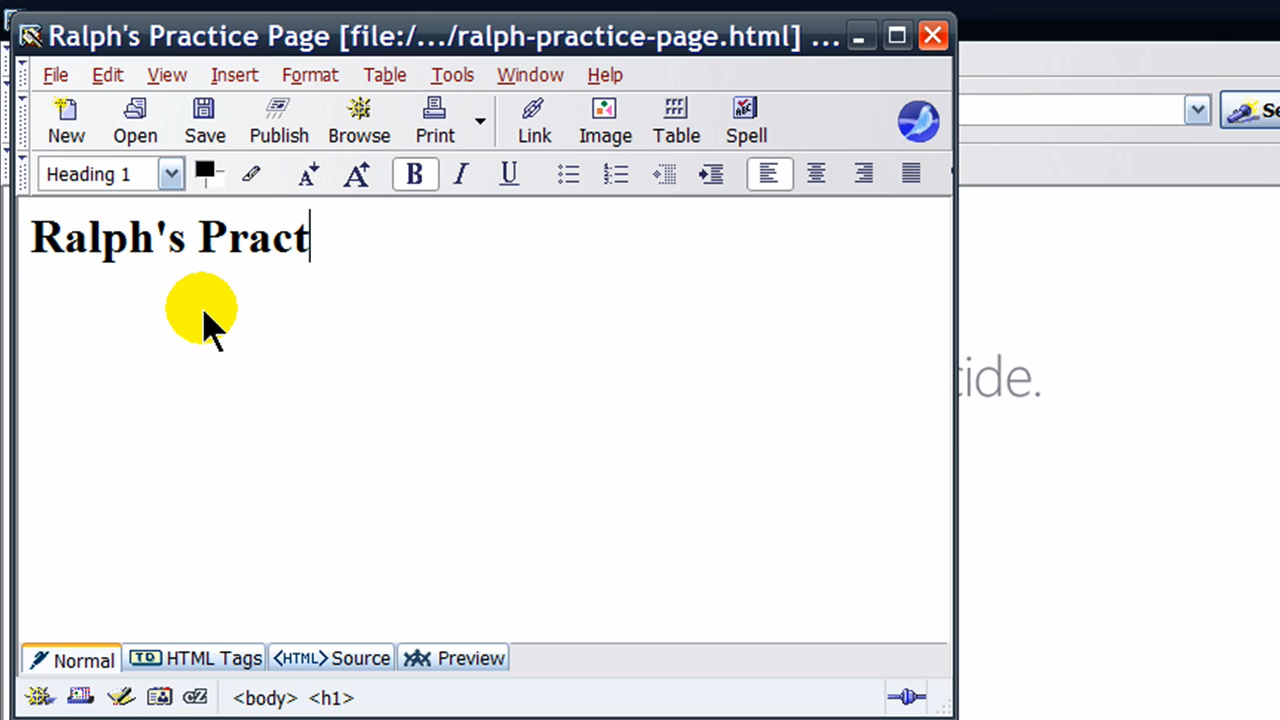 Ralph's Practice Page [file:/.../ralph-practice-page.html] ...
File Edit View Insert Format Table Tools Window Help
New Open Save Publish Browse Print Link Image Table Spell
Heading 1 B I U
Ralph's Pract
cide.
Normal HTML Tags Source Preview
<body> <h1>